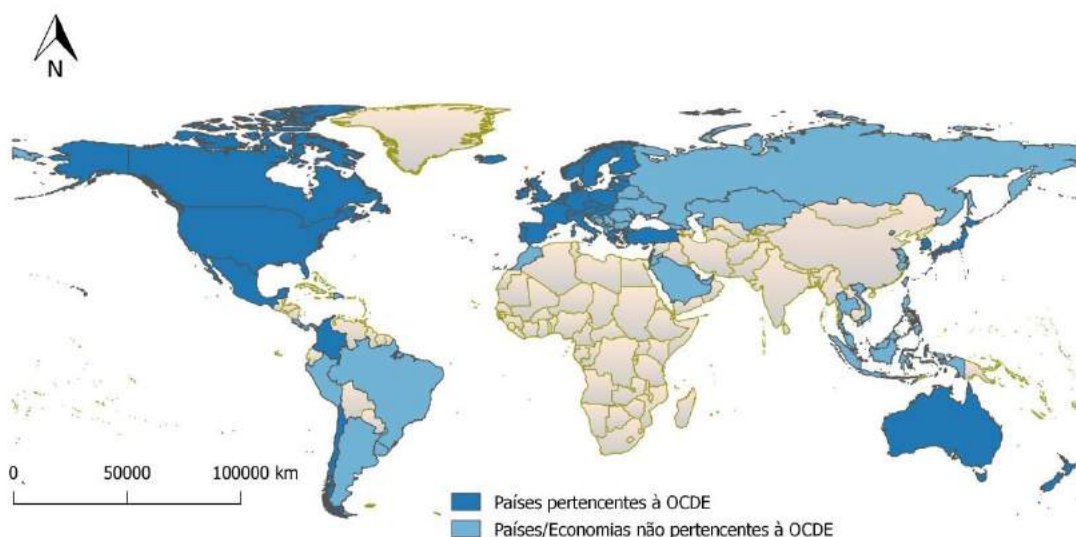 N
0 50000 100000 km
Países pertencentes à OCDE
Países/Economias não pertencentes à OCDE